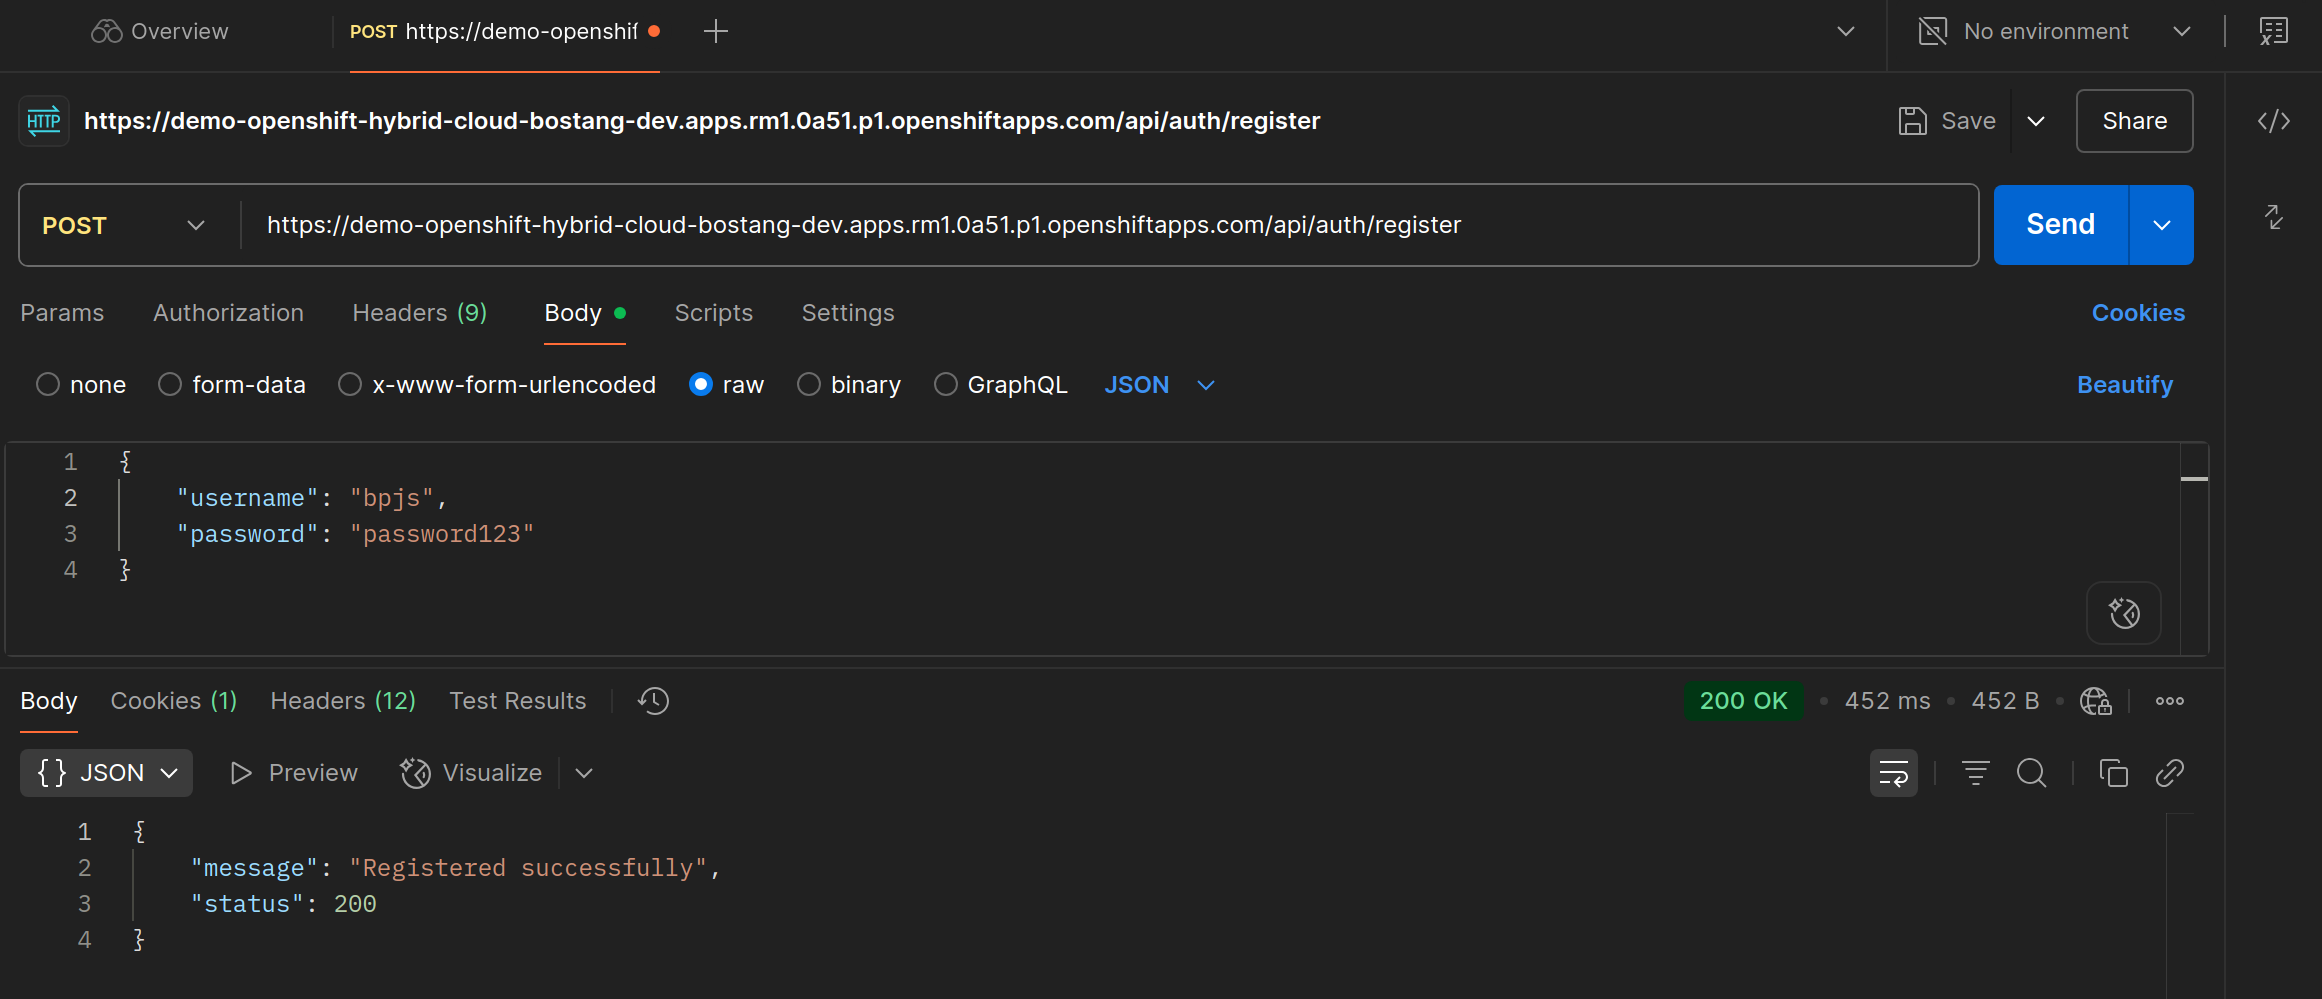 Overview
POST https://demo-openshif
No environment
HTTP https://demo-openshift-hybrid-cloud-bostang-dev.apps.rm1.0a51.p1.openshiftapps.com/api/auth/register
Save
Share
POST
https://demo-openshift-hybrid-cloud-bostang-dev.apps.rm1.0a51.p1.openshiftapps.com/api/auth/register
Send
Params Authorization Headers (9) Body Scripts Settings Cookies
none form-data x-www-form-urlencoded raw binary GraphQL JSON Beautify
1 {
2 "username": "bpjs",
3 "password": "password123"
4 }
Body Cookies (1) Headers (12) Test Results 200 OK • 452 ms • 452 B
{} JSON Preview Visualize
1 {
2 "message": "Registered successfully",
3 "status": 200
4 }